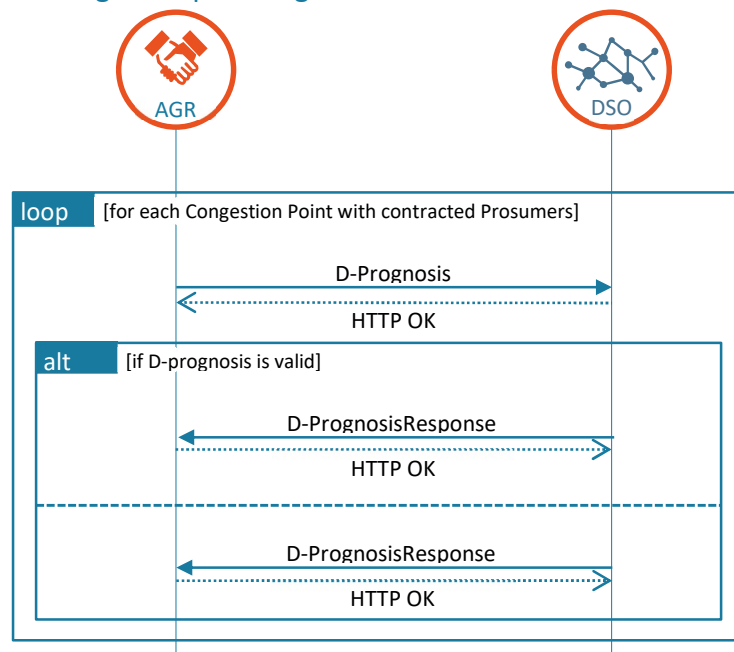 AGR
DSO
loop [for each Congestion Point with contracted Prosumers]
D-Prognosis
HTTP OK
alt [if D-prognosis is valid]
D-PrognosisResponse
HTTP OK
D-PrognosisResponse
HTTP OK